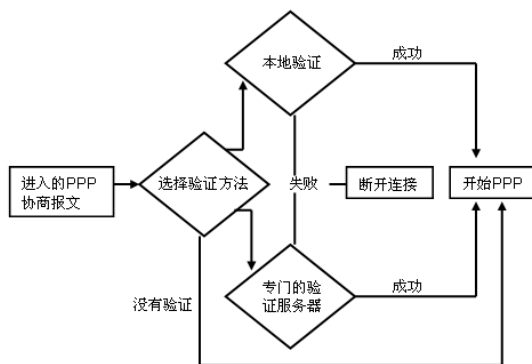 本地验证
成功
进入的PPP
协商报文
选择验证方法
失败
断开连接
开始PPP
没有验证
专门的验
证服务器
成功